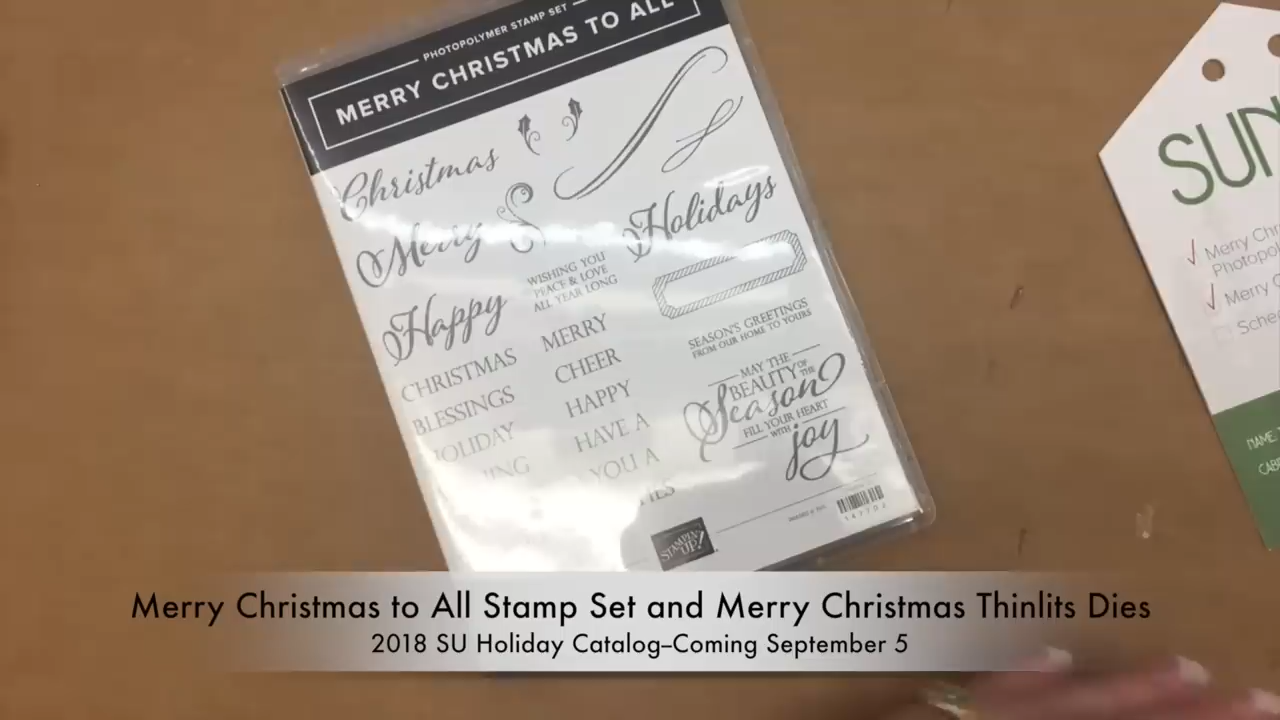 PHOTOPOLYMER STAMP SET
MERRY CHRISTMAS TO ALL
Christmas
Merry
Holidays
WISHING YOU
PEACE & LOVE
ALL YEAR LONG
Happy
MERRY
SEASON'S GREETINGS
FROM OUR HOME TO YOURS
CHRISTMAS
CHEER
BLESSINGS
HAPPY
MAY THE
BEAUTY OF THE
Season
FILL YOUR HEART
WITH
joy
HAVE A
YOU A
147702
STAMPIN' UP!
SUN
Merry Chr
Photopo
Merry C
Sche
NAME
Merry Christmas to All Stamp Set and Merry Christmas Thinlits Dies
2018 SU Holiday Catalog–Coming September 5